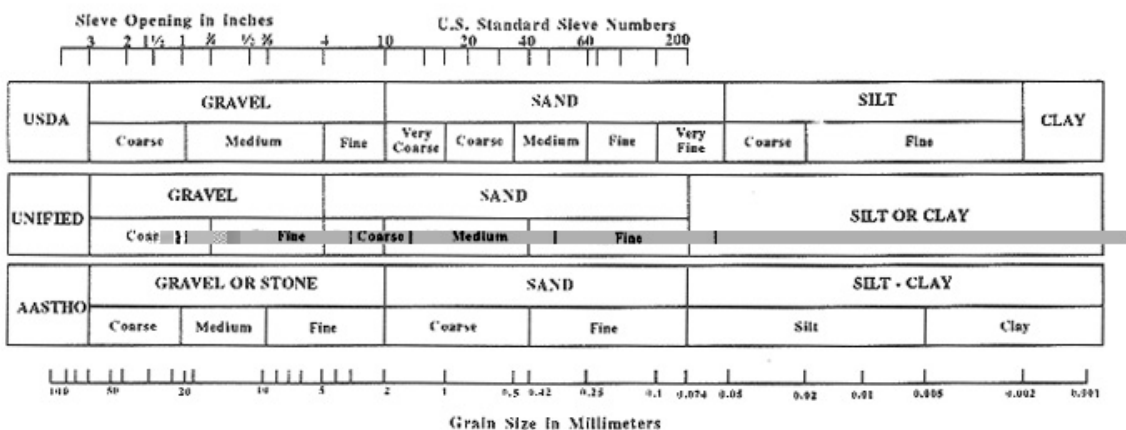 Sieve Opening in Inches U.S. Standard Sieve Numbers
3 2 1½ 1 ¾ ½ ⅜ 4 10 20 40 60 200
USDA GRAVEL SAND SILT CLAY
Coarse Medium Fine Very Coarse Coarse Medium Fine Very Fine Coarse Fine
UNIFIED GRAVEL SAND SILT OR CLAY
Fine Coarse Medium Fine
AASTHO GRAVEL OR STONE SAND SILT - CLAY
Coarse Medium Fine Coarse Fine Silt Clay
100 50 20 10 5 2 1 0.5 0.42 0.25 0.1 0.074 0.05 0.02 0.01 0.005 0.002 0.001
Grain Size in Millimeters